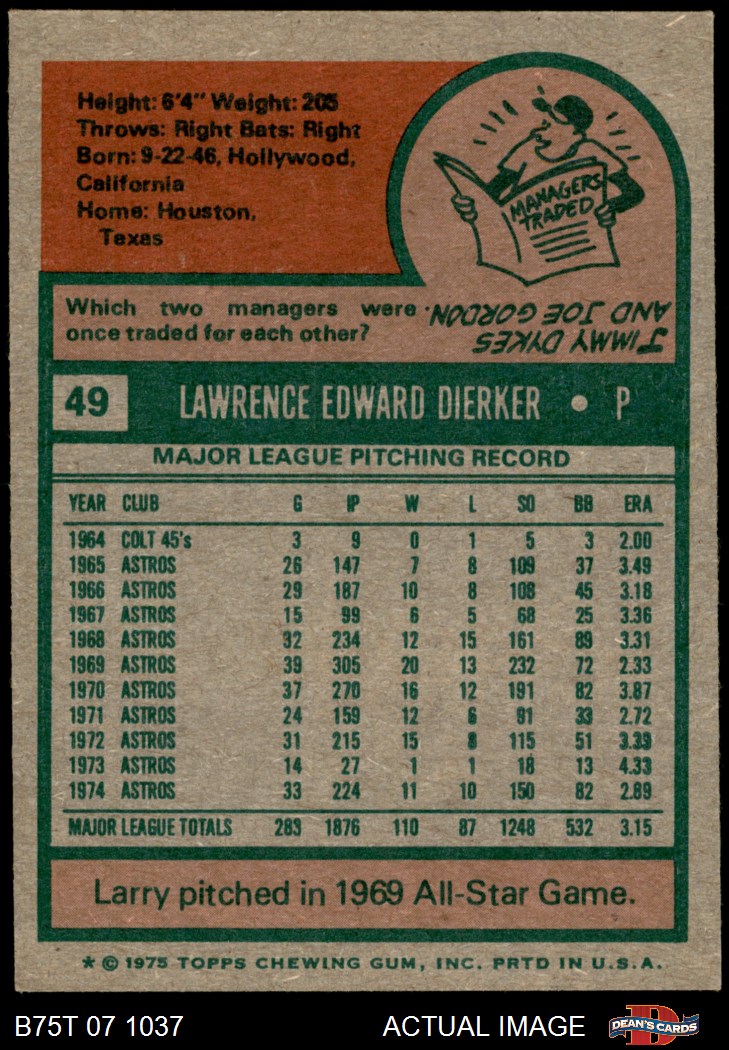 Height: 6'4" Weight: 205
Throws: Right Bats: Right
Born: 9-22-46, Hollywood,
California
Home: Houston,
Texas
MANAGERS
TRADED
Which two managers were
once traded for each other?
JIMMY DYKES
AND JOE GORDON.
49 LAWRENCE EDWARD DIERKER • P
MAJOR LEAGUE PITCHING RECORD
YEAR CLUB G IP W L SO BB ERA
1964 COLT 45's 3 9 0 1 5 3 2.00
1965 ASTROS 26 147 7 8 109 37 3.49
1966 ASTROS 29 187 10 8 108 45 3.18
1967 ASTROS 15 99 6 5 68 25 3.36
1968 ASTROS 32 234 12 15 161 89 3.31
1969 ASTROS 39 305 20 13 232 72 2.33
1970 ASTROS 37 270 16 12 191 82 3.87
1971 ASTROS 24 159 12 6 91 33 2.72
1972 ASTROS 31 215 15 8 115 51 3.39
1973 ASTROS 14 27 1 1 18 13 4.33
1974 ASTROS 33 224 11 10 150 82 2.89
MAJOR LEAGUE TOTALS 283 1876 110 87 1248 532 3.15
Larry pitched in 1969 All-Star Game.
* © 1975 TOPPS CHEWING GUM, INC. PRTD IN U.S.A.
B75T 07 1037 ACTUAL IMAGE DEAN'S CARDS